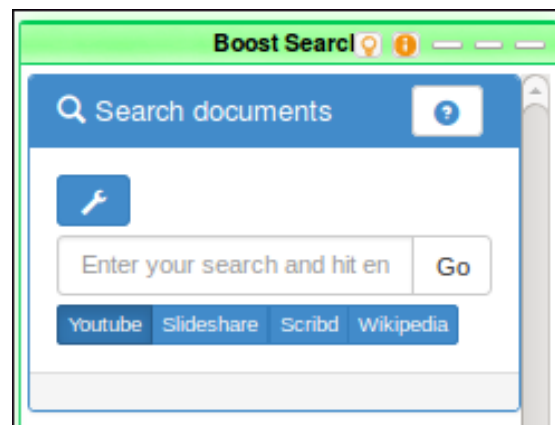 Boost Searcl
Search documents
Enter your search and hit en
Go
Youtube Slideshare Scribd Wikipedia